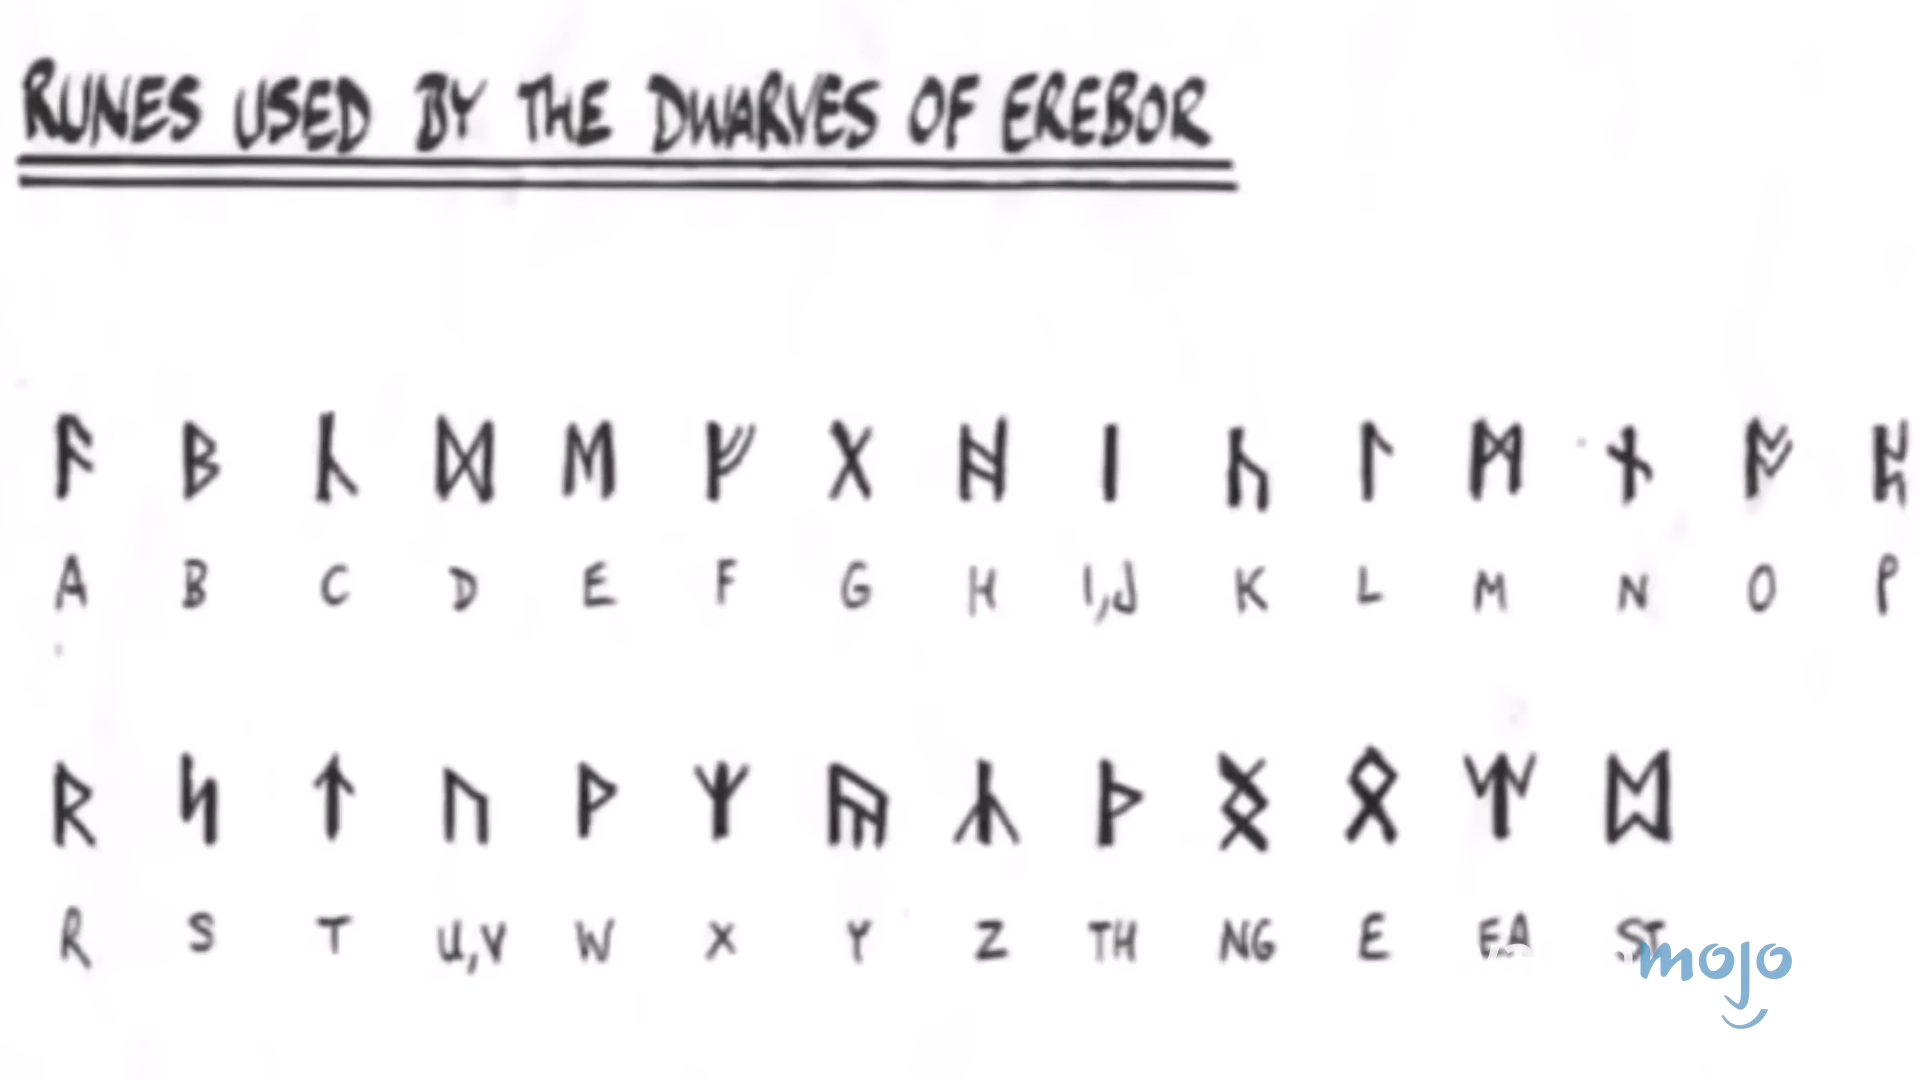 RUNES USED BY THE DWARVES OF EREBOR
ᚪ ᛒ ᚳ ᛞ ᛖ ᚠ ᚷ ᚻ ᛁ ᛱ ᛚ ᛗ ᚾ ᚩ ᛈ
A B C D E F G H I,J K L M N O P
ᚱ ᛋ ᛏ ᚢ ᚹ ᛉ ᚣ ᛣ ᚦ ᛝ ᛟ ᛠ ᛥ
R S T U,V W X Y Z TH NG E EA ST
mojo